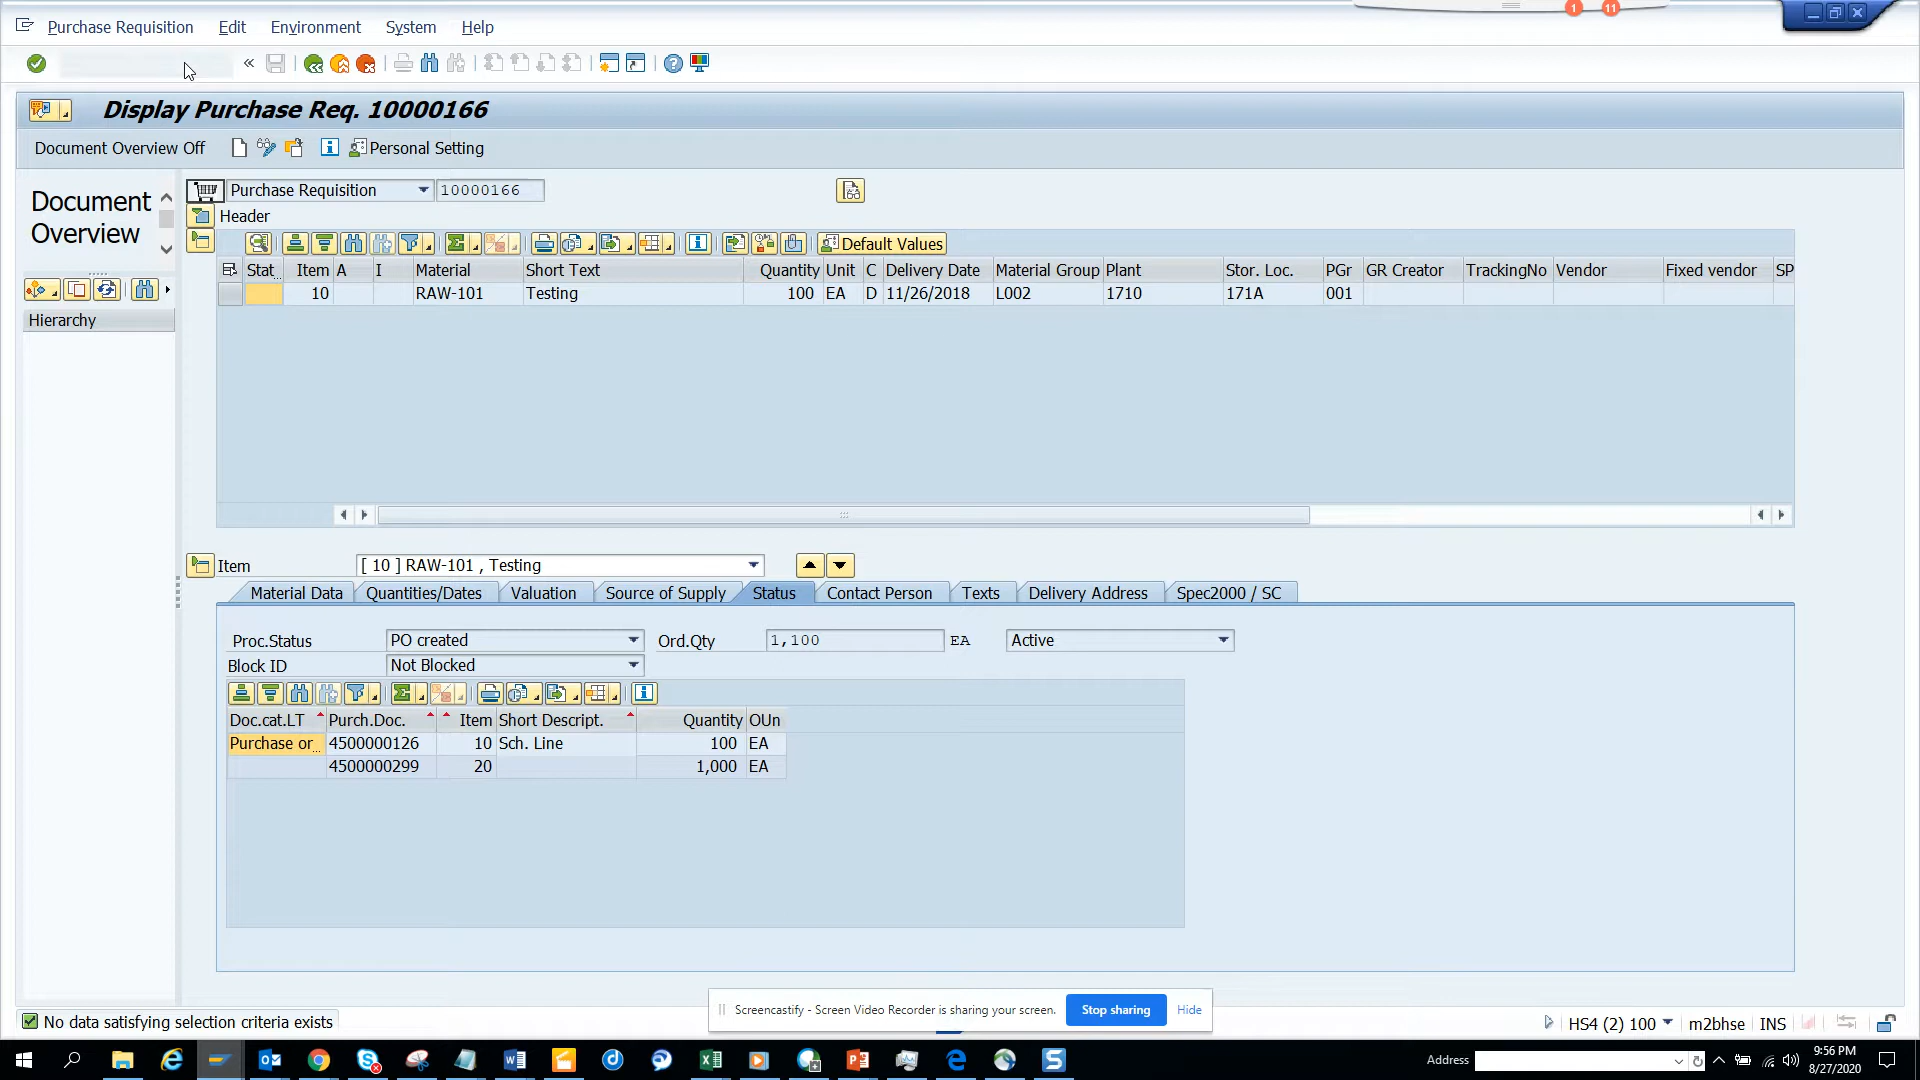 Purchase Requisition Edit Environment System Help
1 11
Display Purchase Req. 10000166
Document Overview Off Personal Setting
Document
Overview
Purchase Requisition 10000166
Header
Default Values
Stat.. Item A I Material Short Text Quantity Unit C Delivery Date Material Group Plant Stor. Loc. PGr GR Creator TrackingNo Vendor Fixed vendor SP
10 RAW-101 Testing 100 EA D 11/26/2018 L002 1710 171A 001
Hierarchy
Item [ 10 ] RAW-101 , Testing
Material Data Quantities/Dates Valuation Source of Supply Status Contact Person Texts Delivery Address Spec2000 / SC
Proc.Status PO created Ord.Qty 1,100 EA Active
Block ID Not Blocked
Doc.cat.LT Purch.Doc. Item Short Descript. Quantity OUn
Purchase or.. 4500000126 10 Sch. Line 100 EA
4500000299 20 1,000 EA
Screencastify - Screen Video Recorder is sharing your screen. Stop sharing Hide
No data satisfying selection criteria exists
HS4 (2) 100 m2bhse INS
Address
9:56 PM
8/27/2020